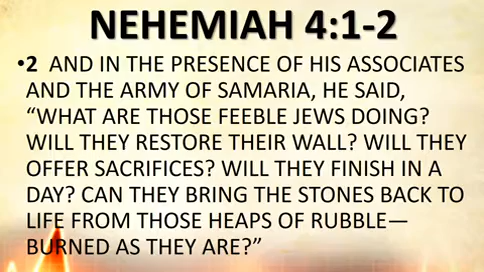 NEHEMIAH 4:1-2
•2 AND IN THE PRESENCE OF HIS ASSOCIATES
AND THE ARMY OF SAMARIA, HE SAID,
“WHAT ARE THOSE FEEBLE JEWS DOING?
WILL THEY RESTORE THEIR WALL? WILL THEY
OFFER SACRIFICES? WILL THEY FINISH IN A
DAY? CAN THEY BRING THE STONES BACK TO
LIFE FROM THOSE HEAPS OF RUBBLE—
BURNED AS THEY ARE?”